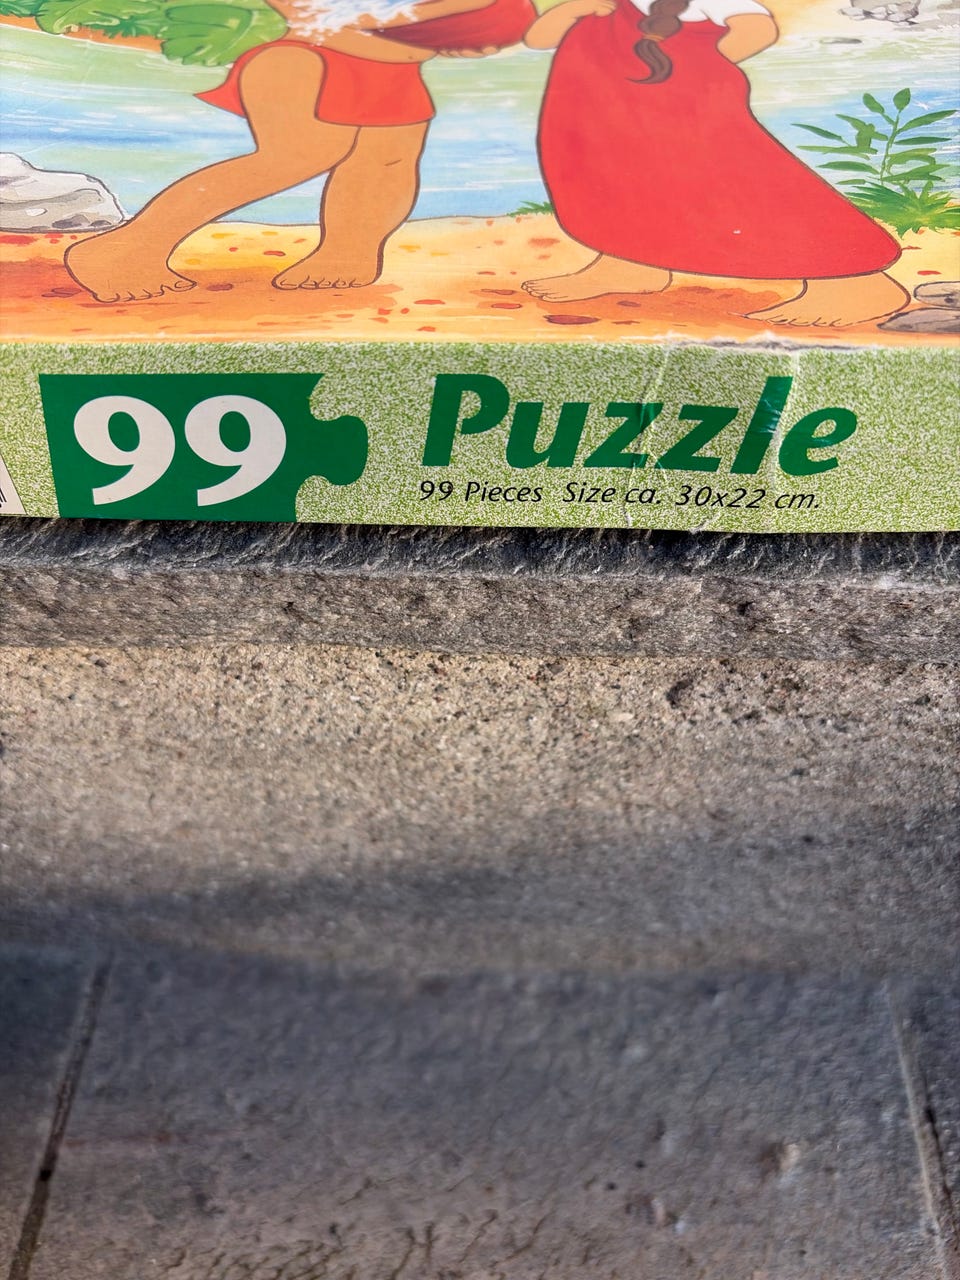 99 Puzzle
99 Pieces Size ca. 30x22 cm.